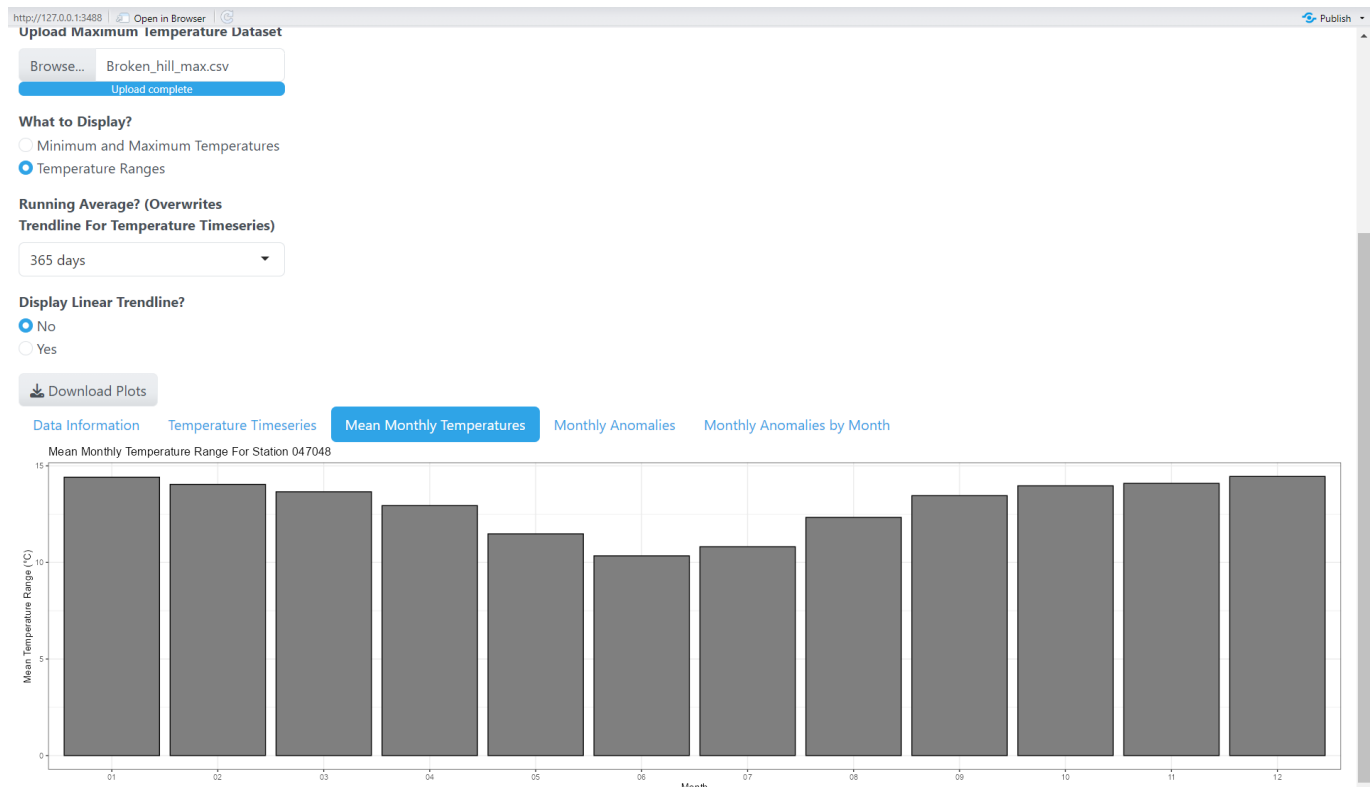 http://127.0.0.1:3488 Open in Browser Publish
Upload Maximum Temperature Dataset
Browse... Broken_hill_max.csv
Upload complete
What to Display?
Minimum and Maximum Temperatures
Temperature Ranges
Running Average? (Overwrites
Trendline For Temperature Timeseries)
365 days
Display Linear Trendline?
No
Yes
Download Plots
Data Information Temperature Timeseries Mean Monthly Temperatures Monthly Anomalies Monthly Anomalies by Month
Mean Monthly Temperature Range For Station 047048
Mean Temperature Range (°C)
15
10
5
0
01 02 03 04 05 06 07 08 09 10 11 12
Month